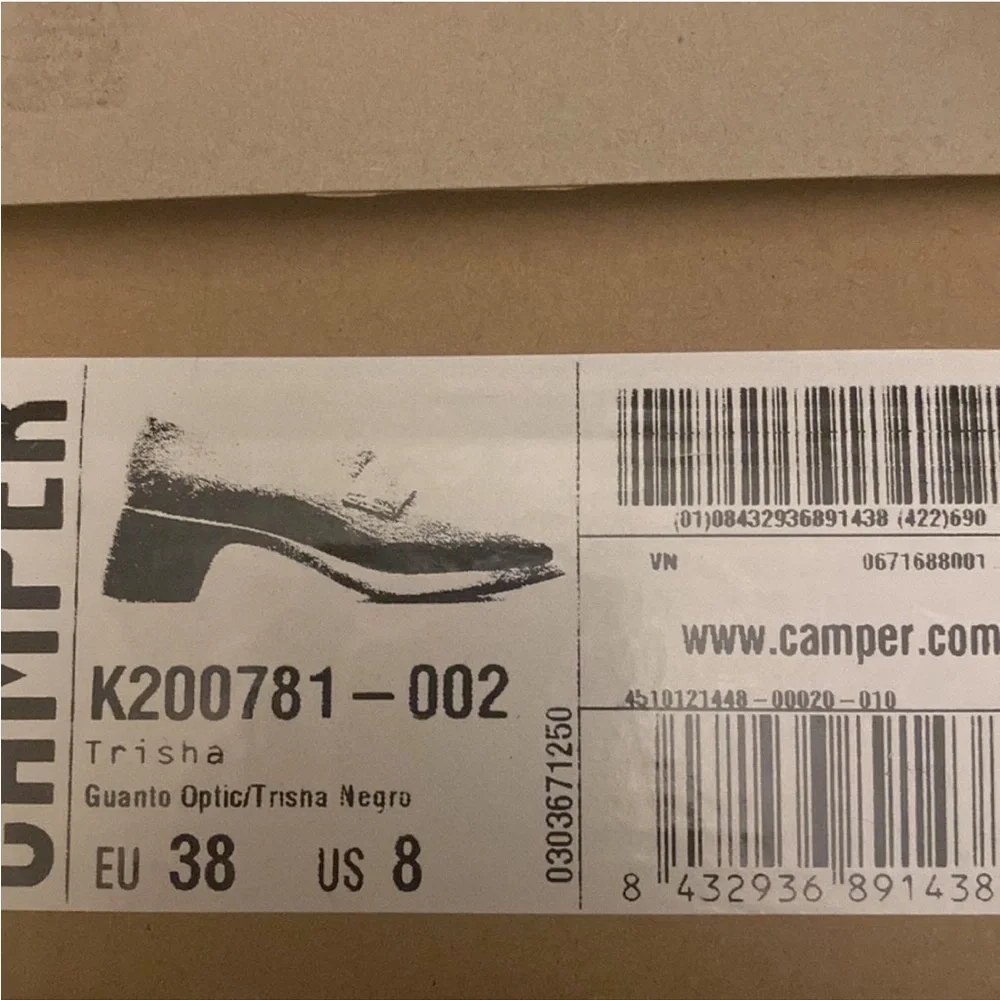 CAMPER
K200781-002
Trisha
Guanto Optic/Trisha Negro
EU 38 US 8
0303671250
(01)08432936891438 (422)690
VN 0671688001
www.camper.com
4510121448-00020-010
8 432936 891438